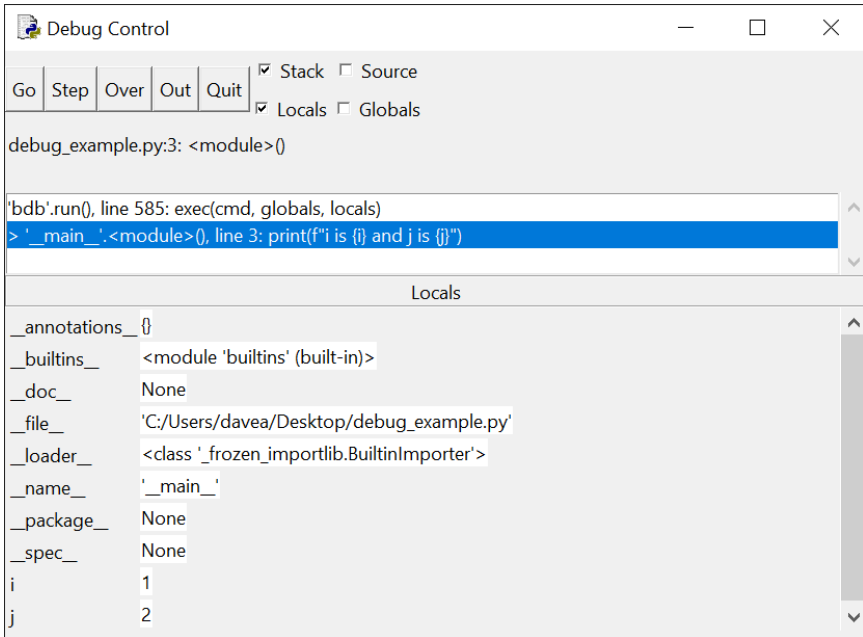 Debug Control
Go Step Over Out Quit Stack Source
Locals Globals
debug_example.py:3: <module>()
'bdb'.run(), line 585: exec(cmd, globals, locals)
> '__main__'.<module>(), line 3: print(f"i is {i} and j is {j}")
Locals
__annotations__ {}
__builtins__ <module 'builtins' (built-in)>
__doc__ None
__file__ 'C:/Users/davea/Desktop/debug_example.py'
__loader__ <class '_frozen_importlib.BuiltinImporter'>
__name__ '__main__'
__package__ None
__spec__ None
i 1
j 2